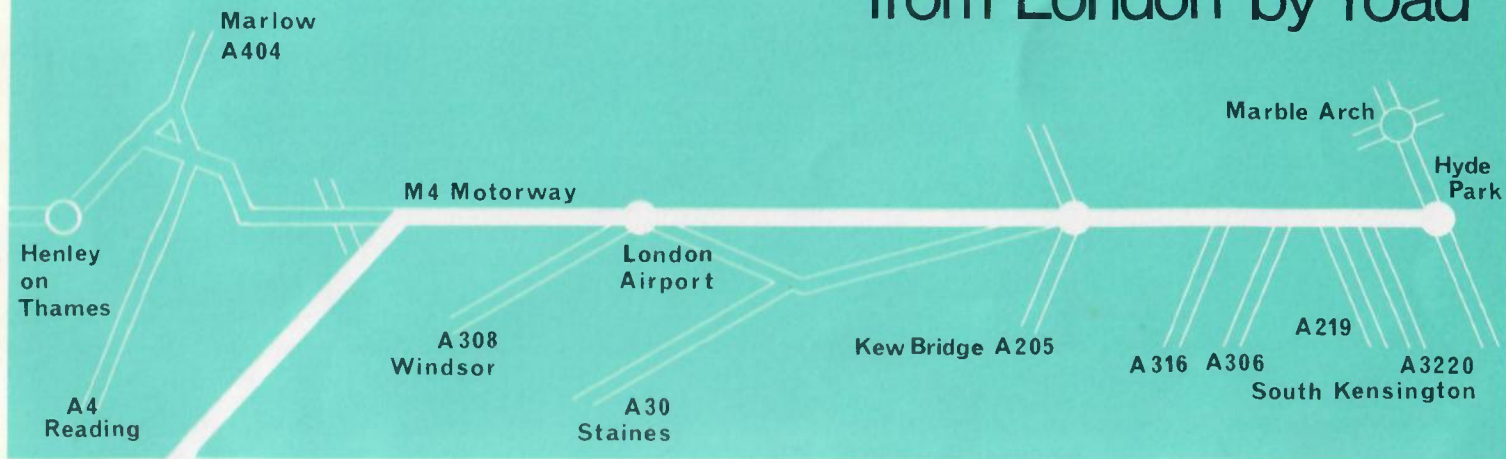 from London by road
Marlow
A404
Marble Arch
Hyde
Park
M4 Motorway
Henley
on
Thames
London
Airport
A308
Windsor
Kew Bridge A205
A219
A316 A306
A3220
South Kensington
A4
Reading
A30
Staines